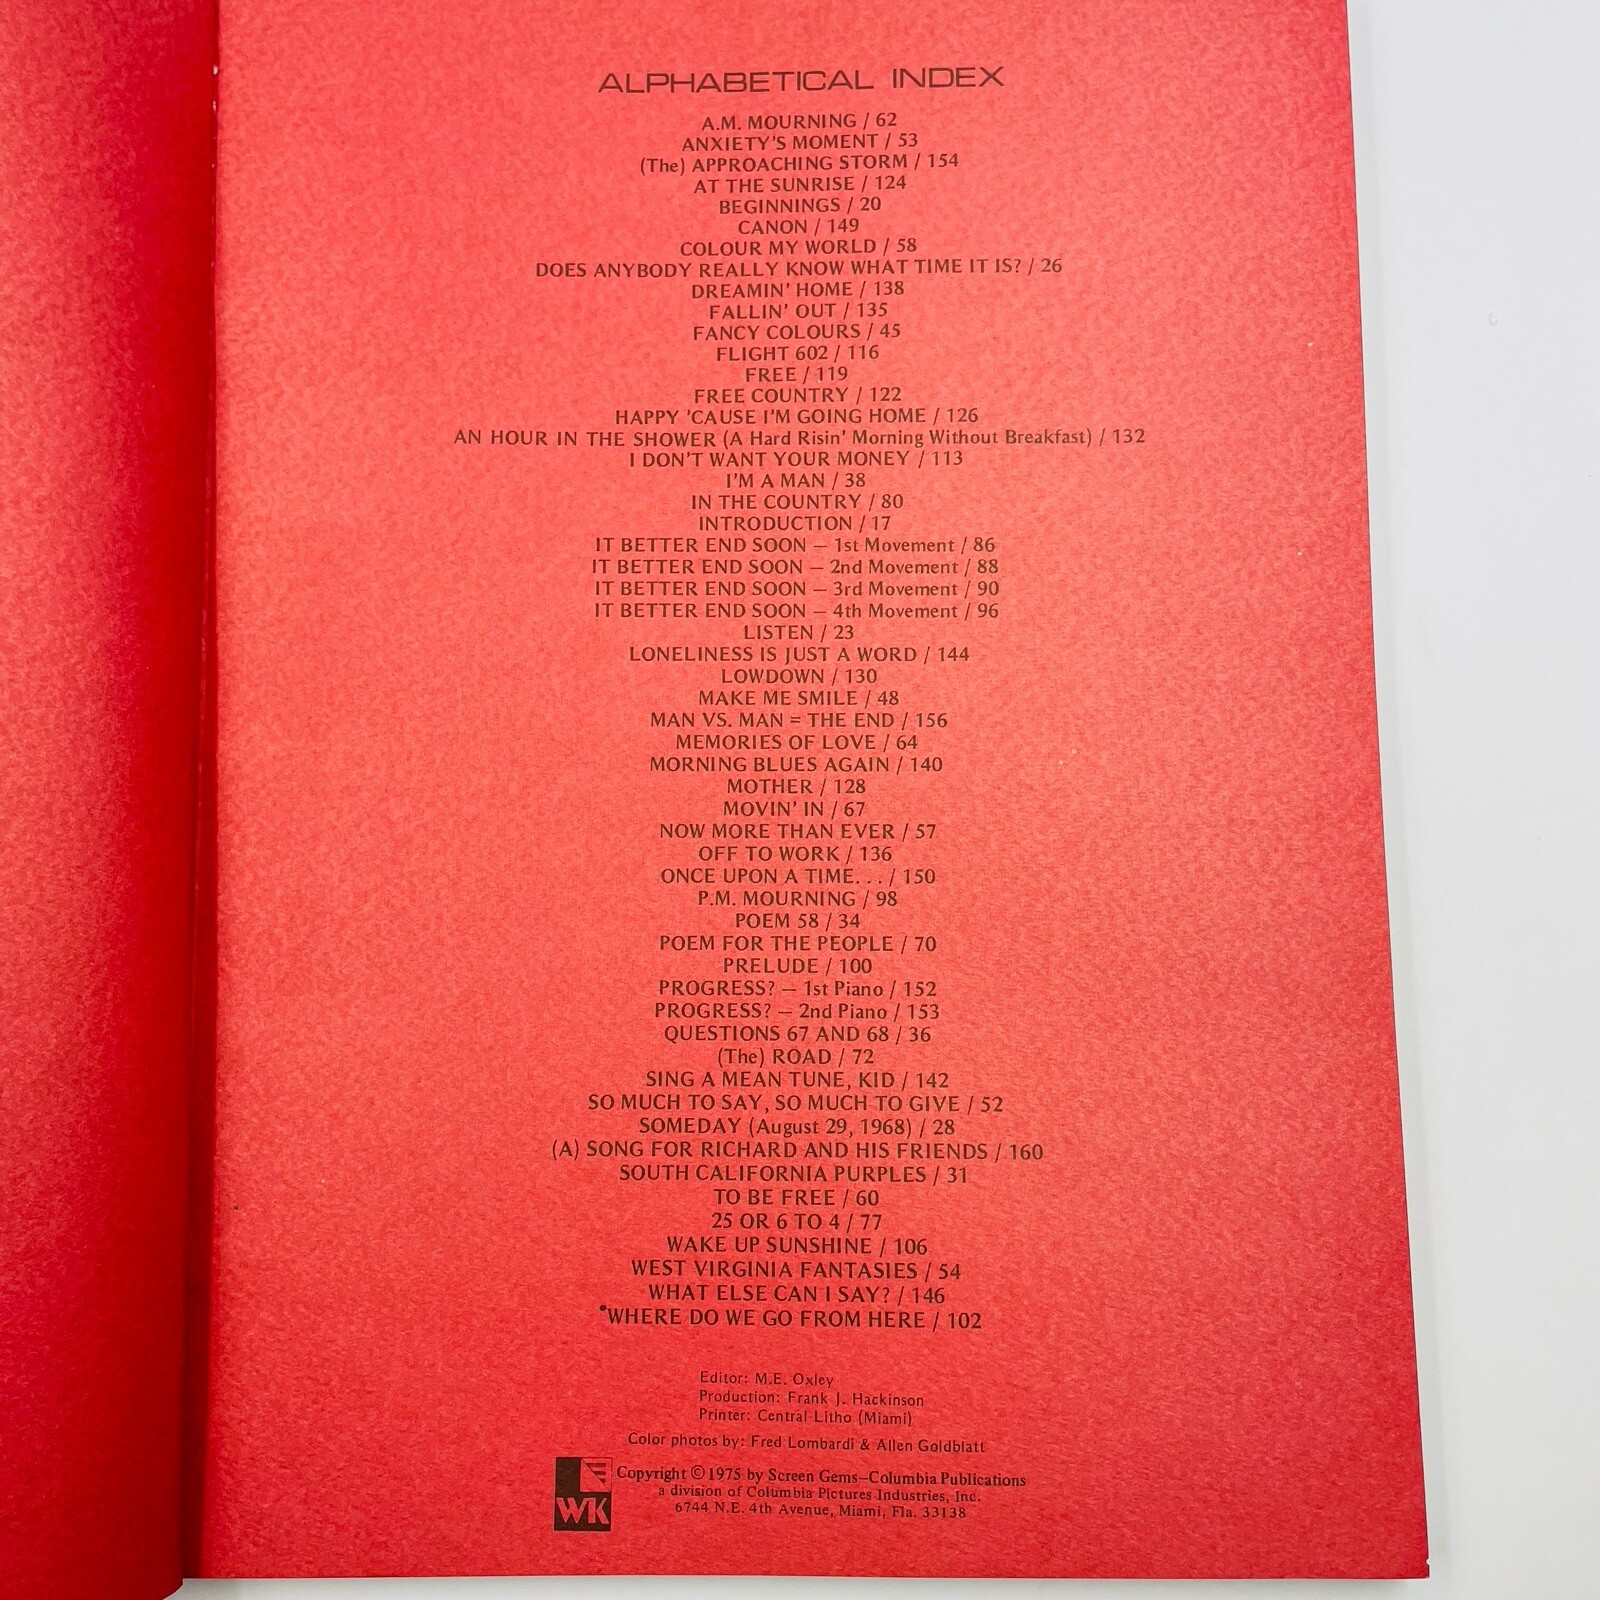 ALPHABETICAL INDEX
A.M. MOURNING / 62
ANXIETY'S MOMENT / 53
(The) APPROACHING STORM / 154
AT THE SUNRISE / 124
BEGINNINGS / 20
CANON / 149
COLOUR MY WORLD / 58
DOES ANYBODY REALLY KNOW WHAT TIME IT IS? / 26
DREAMIN' HOME / 138
FALLIN' OUT / 135
FANCY COLOURS / 45
FLIGHT 602 / 116
FREE / 119
FREE COUNTRY / 122
HAPPY 'CAUSE I'M GOING HOME / 126
AN HOUR IN THE SHOWER (A Hard Risin' Morning Without Breakfast) / 132
I DON'T WANT YOUR MONEY / 113
I'M A MAN / 38
IN THE COUNTRY / 80
INTRODUCTION / 17
IT BETTER END SOON — 1st Movement / 86
IT BETTER END SOON — 2nd Movement / 88
IT BETTER END SOON — 3rd Movement / 90
IT BETTER END SOON — 4th Movement / 96
LISTEN / 23
LONELINESS IS JUST A WORD / 144
LOWDOWN / 130
MAKE ME SMILE / 48
MAN VS. MAN = THE END / 156
MEMORIES OF LOVE / 64
MORNING BLUES AGAIN / 140
MOTHER / 128
MOVIN' IN / 67
NOW MORE THAN EVER / 57
OFF TO WORK / 136
ONCE UPON A TIME. . . / 150
P.M. MOURNING / 98
POEM 58 / 34
POEM FOR THE PEOPLE / 70
PRELUDE / 100
PROGRESS? — 1st Piano / 152
PROGRESS? — 2nd Piano / 153
QUESTIONS 67 AND 68 / 36
(The) ROAD / 72
SING A MEAN TUNE, KID / 142
SO MUCH TO SAY, SO MUCH TO GIVE / 52
SOMEDAY (August 29, 1968) / 28
(A) SONG FOR RICHARD AND HIS FRIENDS / 160
SOUTH CALIFORNIA PURPLES / 31
TO BE FREE / 60
25 OR 6 TO 4 / 77
WAKE UP SUNSHINE / 106
WEST VIRGINIA FANTASIES / 54
WHAT ELSE CAN I SAY? / 146
WHERE DO WE GO FROM HERE / 102
Editor: M.E. Oxley
Production: Frank J. Hackinson
Printer: Central Litho (Miami)
Color photos by: Fred Lombardi & Allen Goldblatt
Copyright © 1975 by Screen Gems—Columbia Publications
a division of Columbia Pictures Industries, Inc.
6744 N.E. 4th Avenue, Miami, Fla. 33138
WK